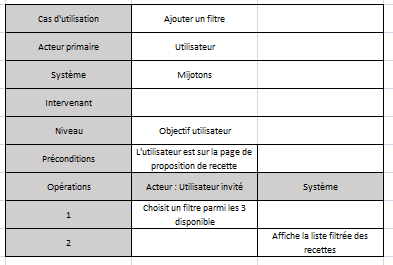 Cas d'utilisation Ajouter un filtre
Acteur primaire Utilisateur
Système Mijotons
Intervenant
Niveau Objectif utilisateur
Préconditions L'utilisateur est sur la page de
proposition de recette
Opérations Acteur : Utilisateur invité Système
1 Choisit un filtre parmi les 3
disponible
2 Affiche la liste filtrée des
recettes